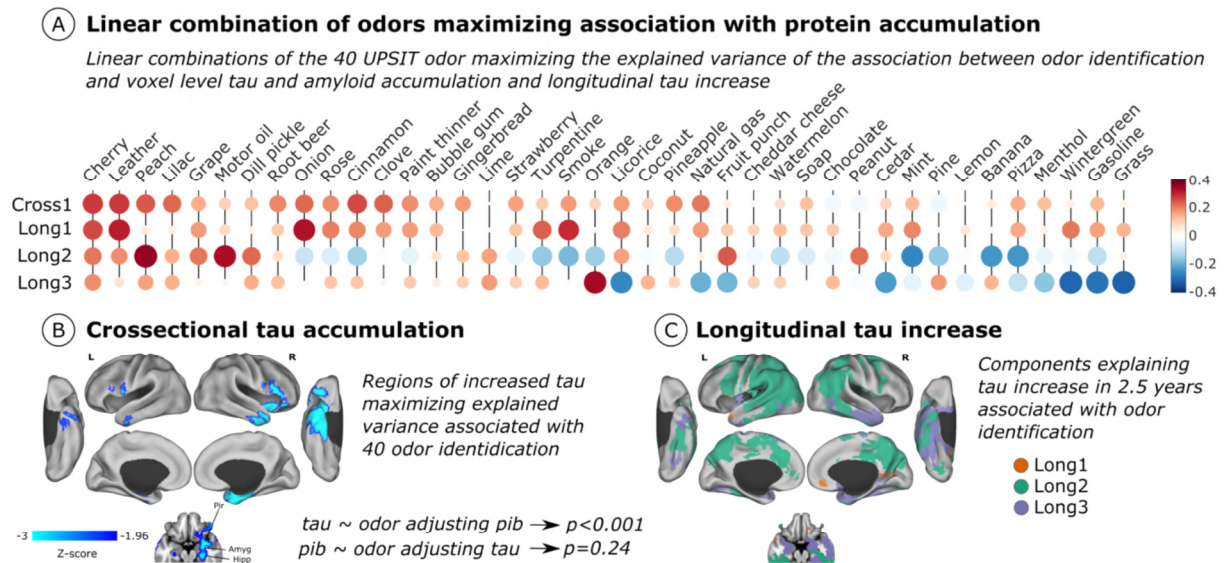 A Linear combination of odors maximizing association with protein accumulation
Linear combinations of the 40 UPSIT odor maximizing the explained variance of the association between odor identification
and voxel level tau and amyloid accumulation and longitudinal tau increase
Cherry
Leather
Peach
Lilac
Grape
Motor oil
Dill pickle
Root beer
Onion
Rose
Cinnamon
Clove
Paint thinner
Bubble gum
Gingerbread
Lime
Strawberry
Turpentine
Smoke
Orange
Licorice
Coconut
Pineapple
Natural gas
Fruit punch
Cheddar cheese
Watermelon
Soap
Chocolate
Peanut
Cedar
Mint
Pine
Lemon
Banana
Pizza
Menthol
Wintergreen
Gasoline
Grass
Cross1
Long1
Long2
Long3
0.4
0.2
0
-0.2
-0.4
B Crossectional tau accumulation
L R
Regions of increased tau
maximizing explained
variance associated with
40 odor identidication
Pir
Amyg
Hipp
-3 -1.96
Z-score
tau ~ odor adjusting pib → p<0.001
pib ~ odor adjusting tau → p=0.24
C Longitudinal tau increase
L R
Components explaining
tau increase in 2.5 years
associated with odor
identification
Long1
Long2
Long3